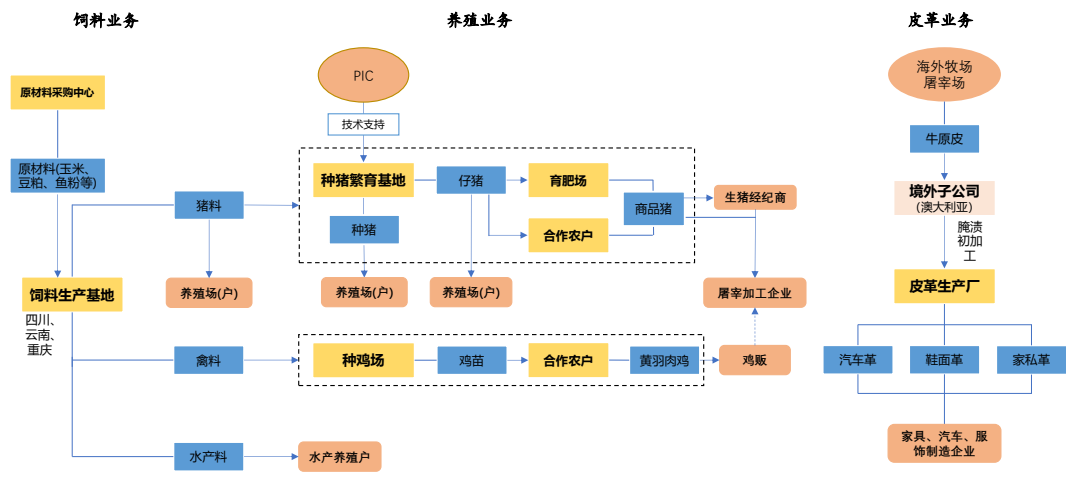 饲料业务
养殖业务
皮革业务
原材料采购中心
原材料(玉米、
豆粕、鱼粉等)
饲料生产基地
四川、
云南、
重庆
猪料
养殖场(户)
禽料
水产料
水产养殖户
PIC
技术支持
种猪繁育基地
仔猪
育肥场
种猪
合作农户
商品猪
生猪经纪商
养殖场(户)
养殖场(户)
屠宰加工企业
种鸡场
鸡苗
合作农户
黄羽肉鸡
鸡贩
海外牧场
屠宰场
牛原皮
境外子公司
(澳大利亚)
腌渍
初加
工
皮革生产厂
汽车革
鞋面革
家私革
家具、汽车、服
饰制造企业